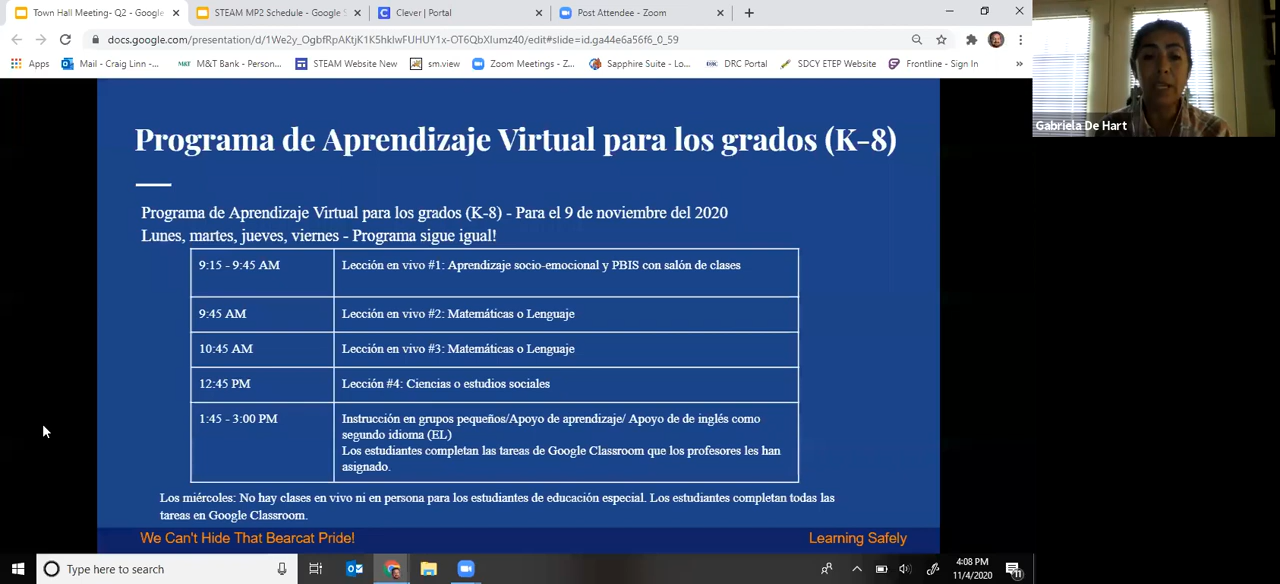 Town Hall Meeting- Q2 - Google
STEAM MP2 Schedule - Google S
Clever | Portal
Post Attendee - Zoom
docs.google.com/presentation/d/1We2y_OgbfRpAKtjK1K5hkIwFUHUY1x-OT6QbXlumz40/edit#slide=id.ga44e6a56f6_0_59
Apps
Mail - Craig Linn -...
M&T Bank - Person...
STEAM Website New
sm.view
Zoom Meetings - Z...
Sapphire Suite - Lo...
DRC Portal
SDCY ETEP Website
Frontline - Sign In
»
Gabriela De Hart
Programa de Aprendizaje Virtual para los grados (K-8)
Programa de Aprendizaje Virtual para los grados (K-8) - Para el 9 de noviembre del 2020
Lunes, martes, jueves, viernes - Programa sigue igual!
9:15 - 9:45 AM Lección en vivo #1: Aprendizaje socio-emocional y PBIS con salón de clases
9:45 AM Lección en vivo #2: Matemáticas o Lenguaje
10:45 AM Lección en vivo #3: Matemáticas o Lenguaje
12:45 PM Lección #4: Ciencias o estudios sociales
1:45 - 3:00 PM Instrucción en grupos pequeños/Apoyo de aprendizaje/ Apoyo de de inglés como
segundo idioma (EL)
Los estudiantes completan las tareas de Google Classroom que los profesores les han
asignado.
Los miércoles: No hay clases en vivo ni en persona para los estudiantes de educación especial. Los estudiantes completan todas las
tareas en Google Classroom.
We Can't Hide That Bearcat Pride!
Learning Safely
Type here to search
4:08 PM
11/4/2020